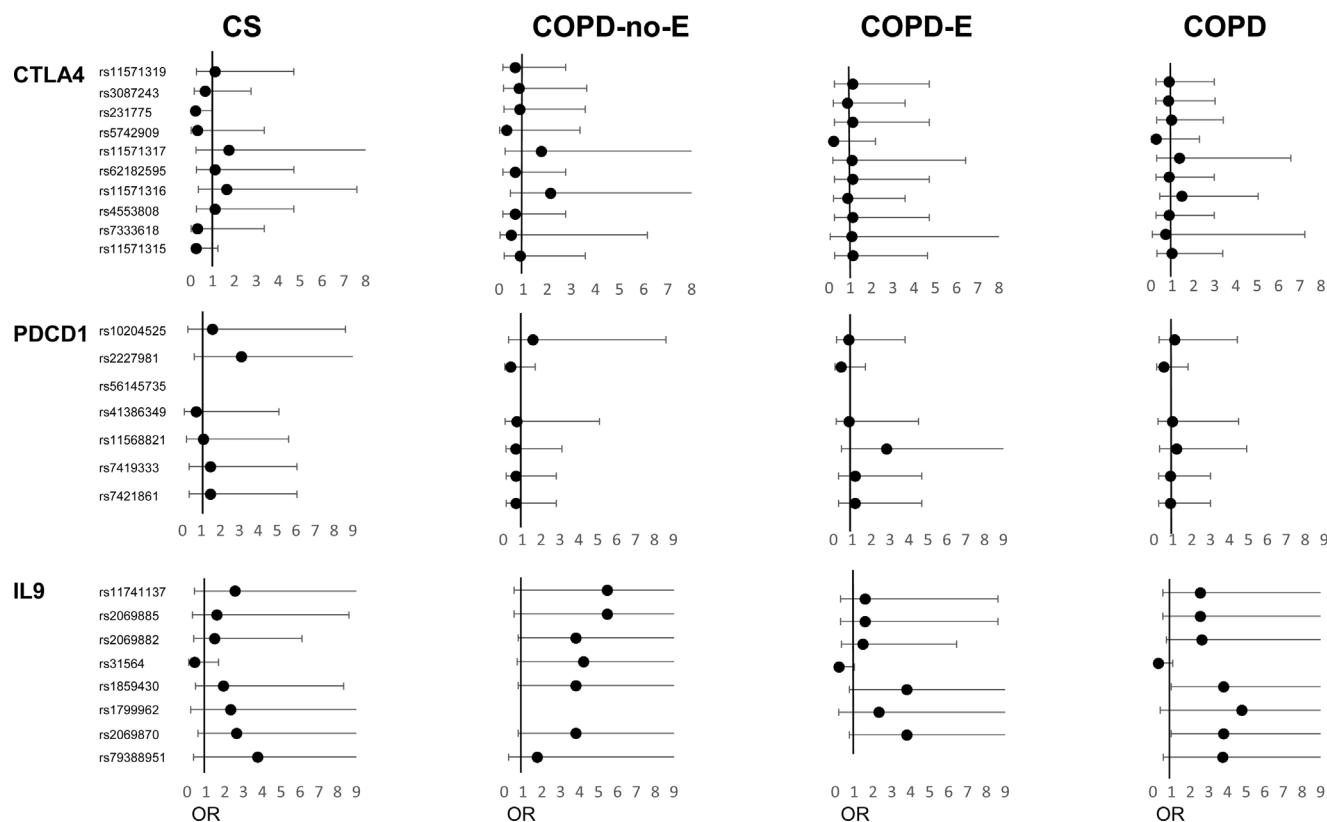 CS COPD-no-E COPD-E COPD
CTLA4
rs11571319
rs3087243
rs231775
rs5742909
rs11571317
rs62182595
rs11571316
rs4553808
rs7333618
rs11571315
0 1 2 3 4 5 6 7 8 0 1 2 3 4 5 6 7 8 0 1 2 3 4 5 6 7 8 0 1 2 3 4 5 6 7 8
PDCD1
rs10204525
rs2227981
rs56145735
rs41386349
rs11568821
rs7419333
rs7421861
0 1 2 3 4 5 6 7 8 9 0 1 2 3 4 5 6 7 8 9 0 1 2 3 4 5 6 7 8 9 0 1 2 3 4 5 6 7 8 9
IL9
rs11741137
rs2069885
rs2069882
rs31564
rs1859430
rs1799962
rs2069870
rs79388951
0 1 2 3 4 5 6 7 8 9 0 1 2 3 4 5 6 7 8 9 0 1 2 3 4 5 6 7 8 9 0 1 2 3 4 5 6 7 8 9
OR OR OR OR